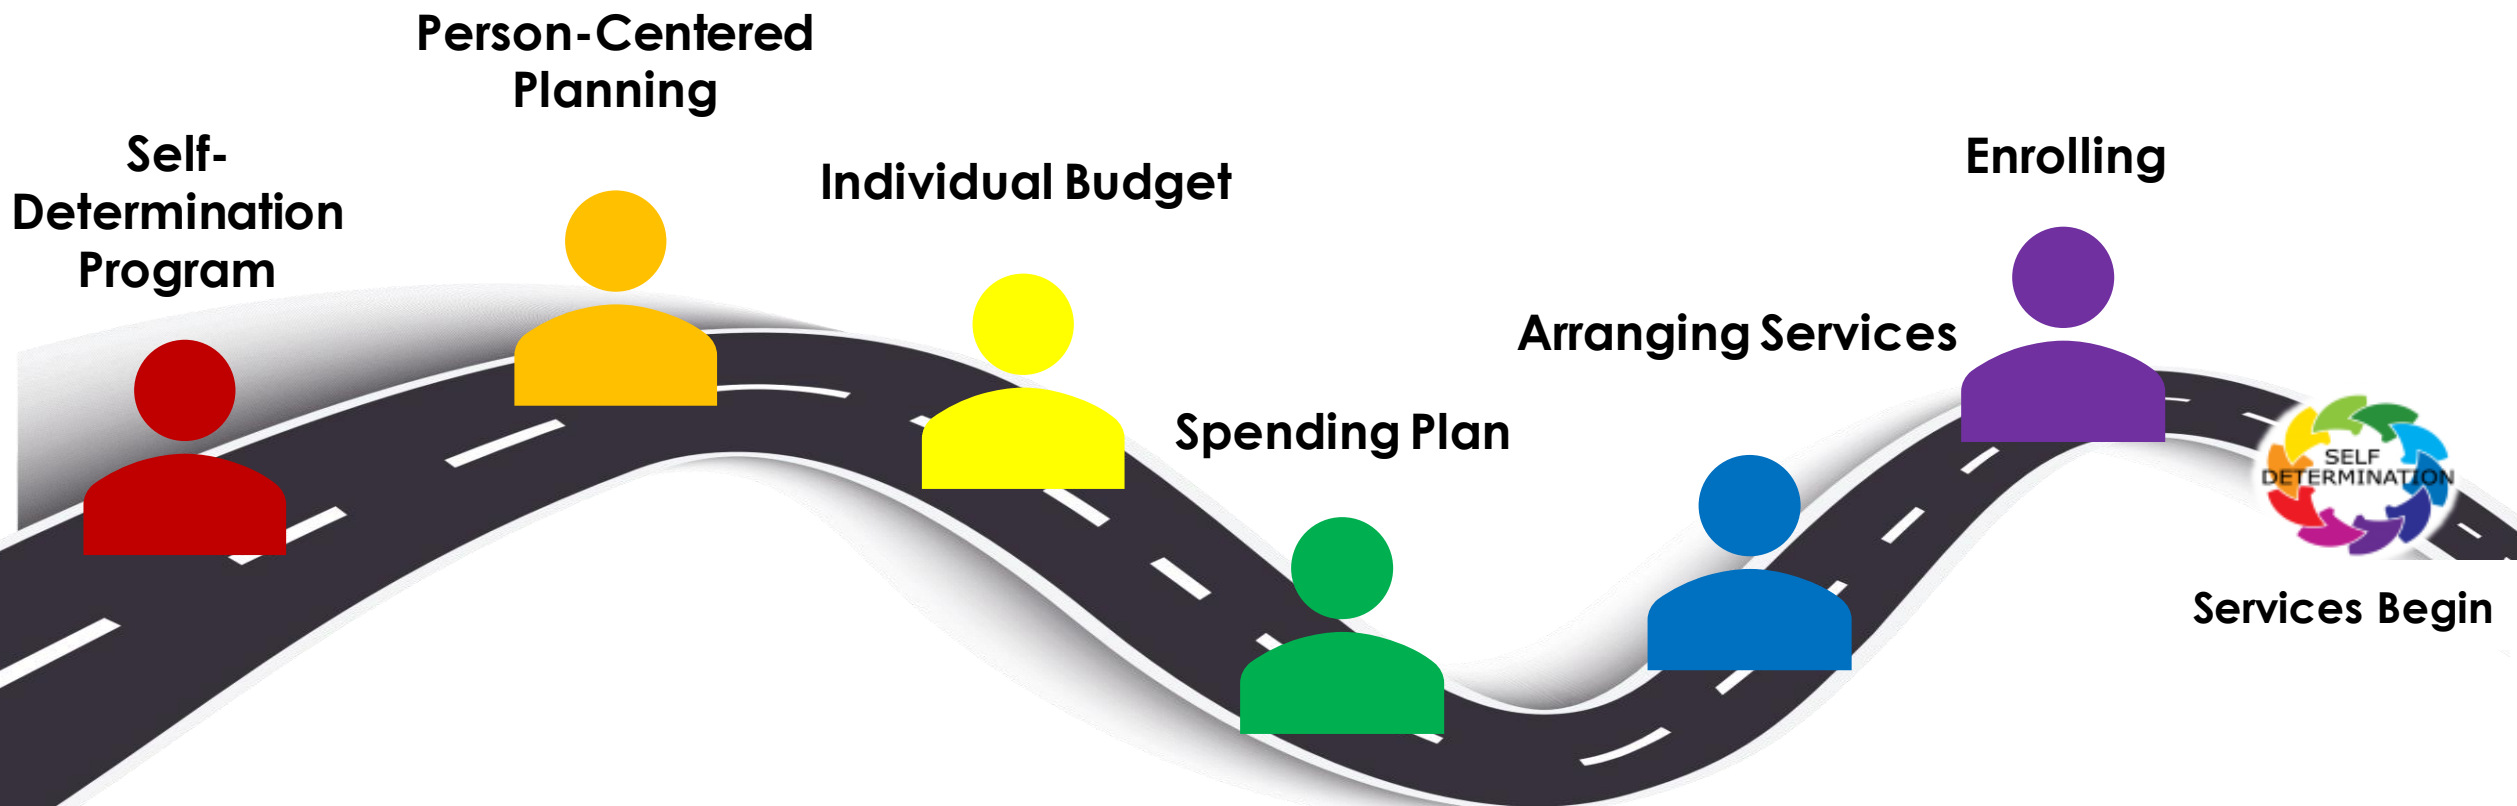 Self-
Determination
Program
Person-Centered
Planning
Individual Budget
Spending Plan
Arranging Services
Enrolling
SELF
DETERMINATION
Services Begin